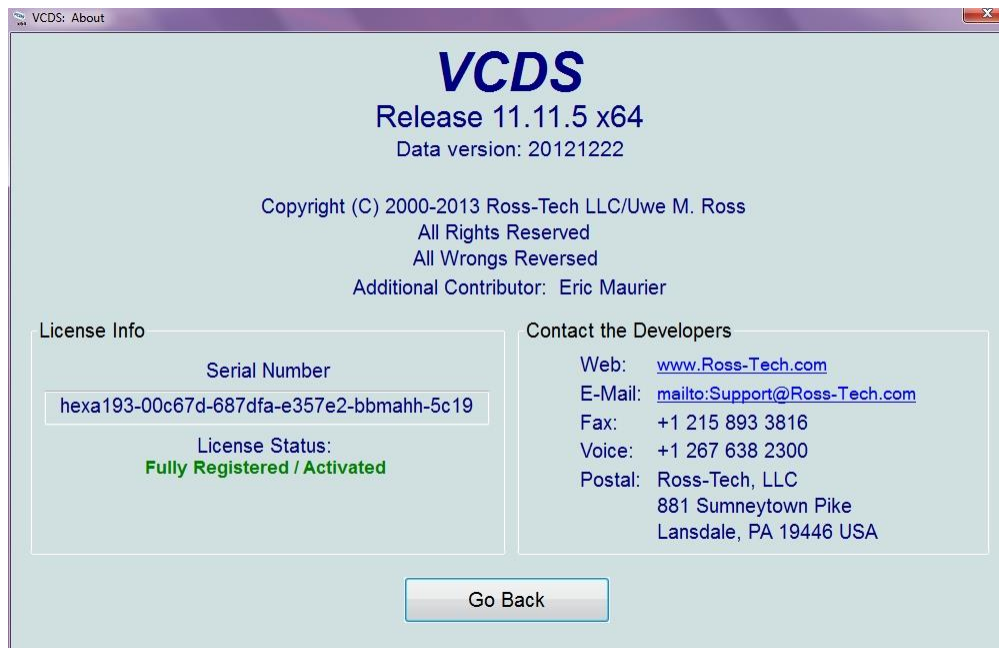 VCDS: About
VCDS
Release 11.11.5 x64
Data version: 20121222
Copyright (C) 2000-2013 Ross-Tech LLC/Uwe M. Ross
All Rights Reserved
All Wrongs Reversed
Additional Contributor: Eric Maurier
License Info
Serial Number
hexa193-00c67d-687dfa-e357e2-bbmahh-5c19
License Status:
Fully Registered / Activated
Contact the Developers
Web: www.Ross-Tech.com
E-Mail: mailto:Support@Ross-Tech.com
Fax: +1 215 893 3816
Voice: +1 267 638 2300
Postal: Ross-Tech, LLC
881 Sumneytown Pike
Lansdale, PA 19446 USA
Go Back